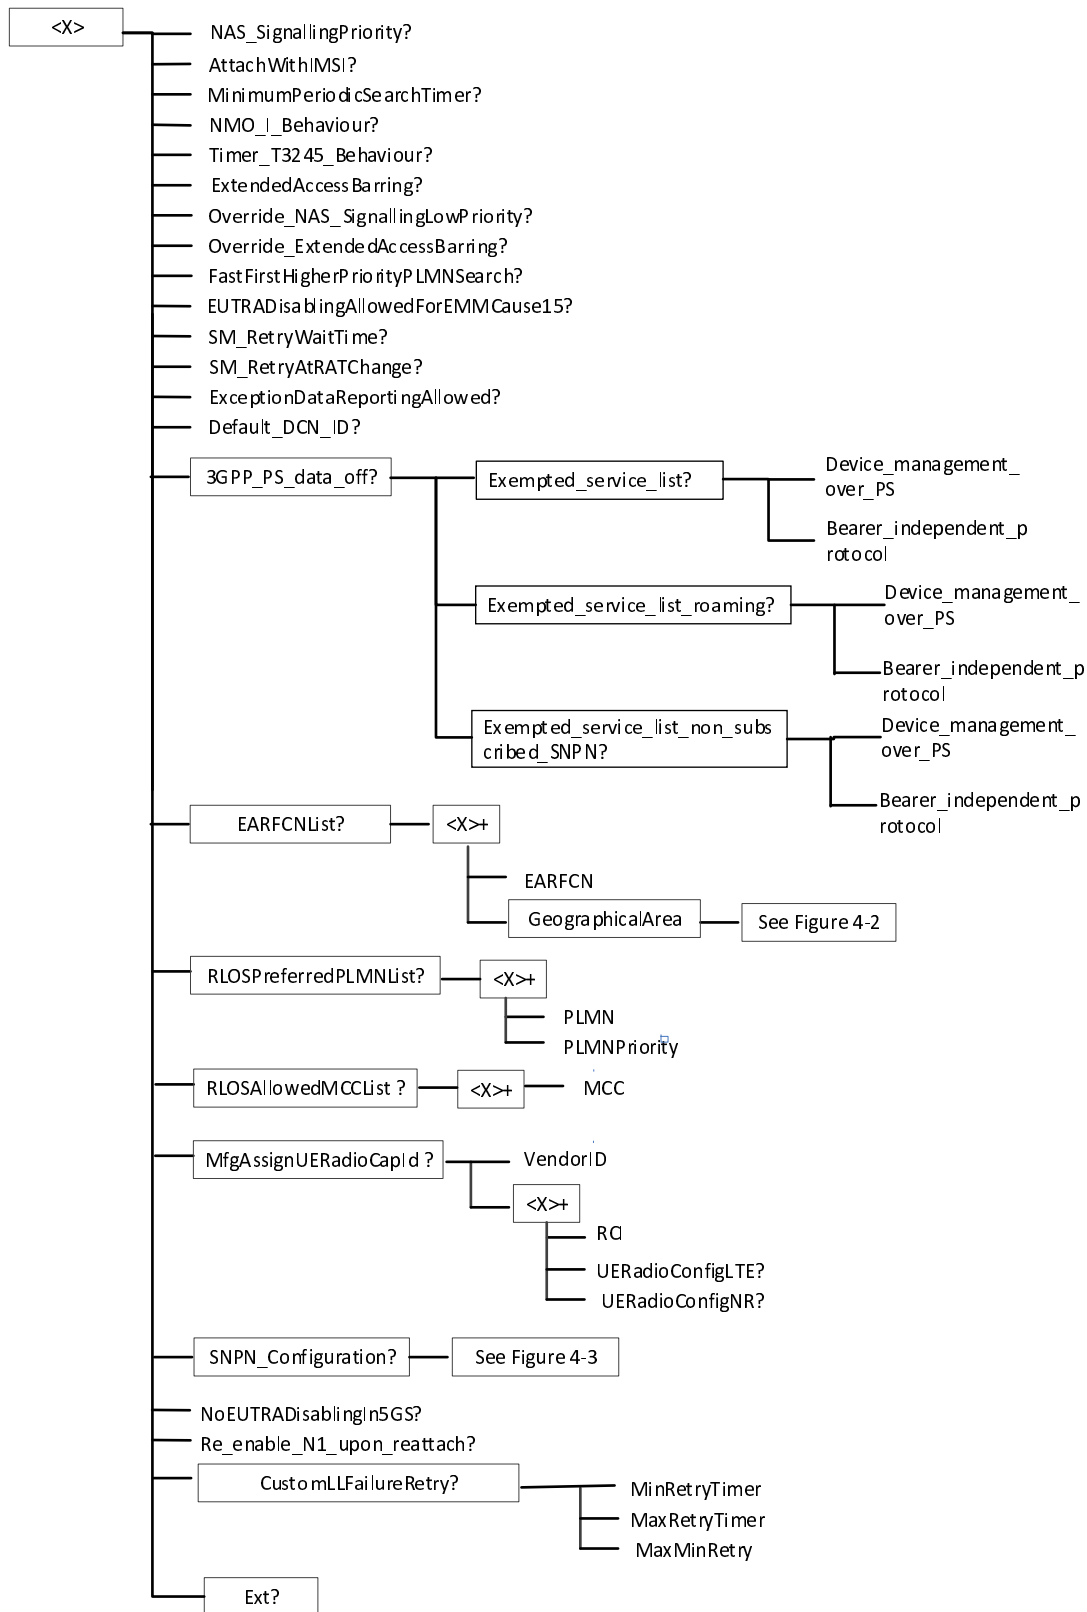 <X>
NAS_SignallingPriority?
AttachWithIMSI?
MinimumPeriodicSearchTimer?
NMO_I_Behaviour?
Timer_T3245_Behaviour?
ExtendedAccessBarring?
Override_NAS_SignallingLowPriority?
Override_ExtendedAccessBarring?
FastFirstHigherPriorityPLMNSearch?
EUTRADisablingAllowedForEMMCause15?
SM_RetryWaitTime?
SM_RetryAtRATChange?
ExceptionDataReportingAllowed?
Default_DCN_ID?
3GPP_PS_data_off?
Exempted_service_list?
Device_management_
over_PS
Bearer_independent_p
rotocol
Exempted_service_list_roaming?
Device_management_
over_PS
Bearer_independent_p
rotocol
Exempted_service_list_non_subs
cribed_SNPN?
Device_management_
over_PS
Bearer_independent_p
rotocol
EARFCNList?
<X>+
EARFCN
GeographicalArea
See Figure 4-2
RLOSPreferredPLMNList?
<X>+
PLMN
PLMNPriority
RLOSAllowedMCCList ?
<X>+
MCC
MfgAssignUERadioCapId ?
VendorID
<X>+
RCI
UERadioConfigLTE?
UERadioConfigNR?
SNPN_Configuration?
See Figure 4-3
NoEUTRADisablingIn5GS?
Re_enable_N1_upon_reattach?
CustomLLFailureRetry?
MinRetryTimer
MaxRetryTimer
MaxMinRetry
Ext?